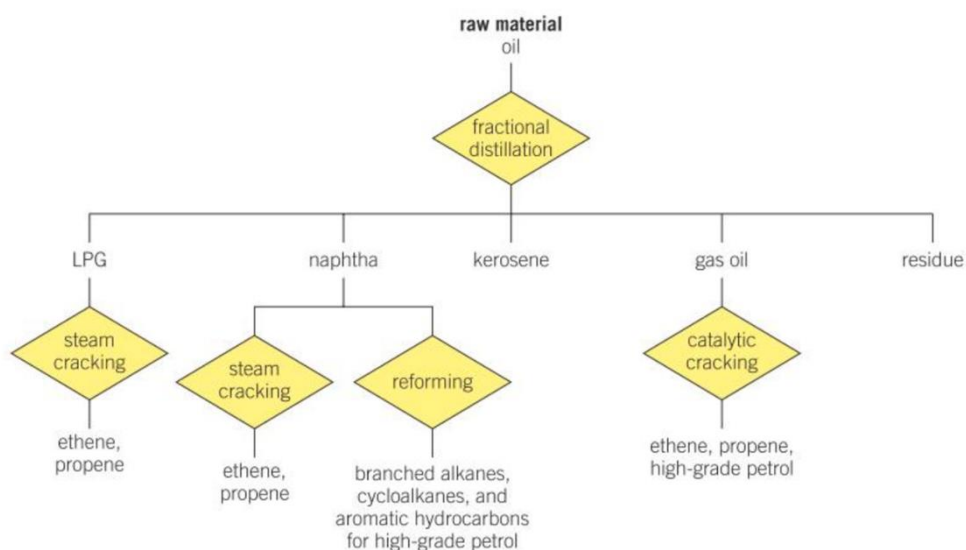 raw material
oil
fractional
distillation
LPG
naphtha
kerosene
gas oil
residue
steam
cracking
steam
cracking
reforming
catalytic
cracking
ethene,
propene
ethene,
propene
branched alkanes,
cycloalkanes, and
aromatic hydrocarbons
for high-grade petrol
ethene, propene,
high-grade petrol